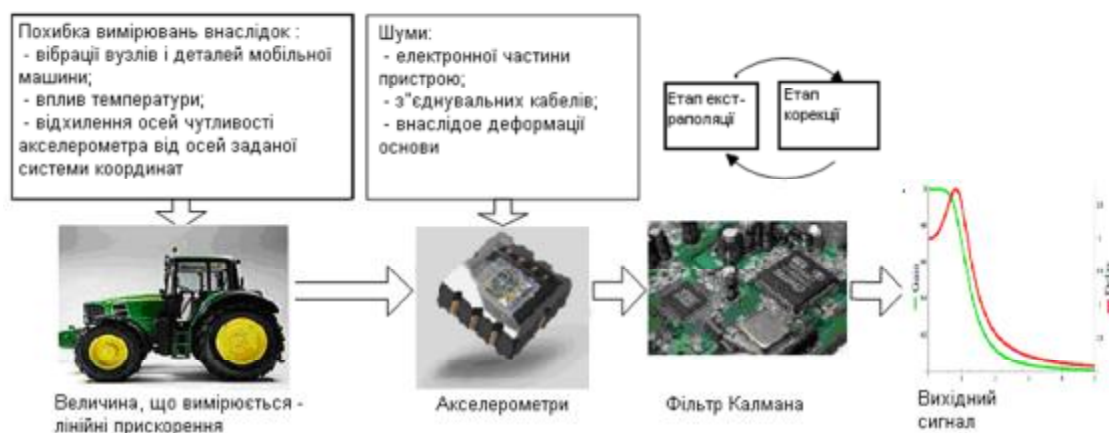 Похибка вимірювань внаслідок :
- вібрації вузлів і деталей мобільної
машини;
- вплив температури;
- відхилення осей чутливості
акселерометра від осей заданої
системи координат
Шуми:
- електронної частини
пристрою;
- з"єднувальних кабелів;
- внаслідое деформації
основи
Етап екст-
раполяції
Етап
корекції
Величина, що вимірюється -
лінійні прискорення
Акселерометри
Фільтр Калмана
Вихідний
сигнал